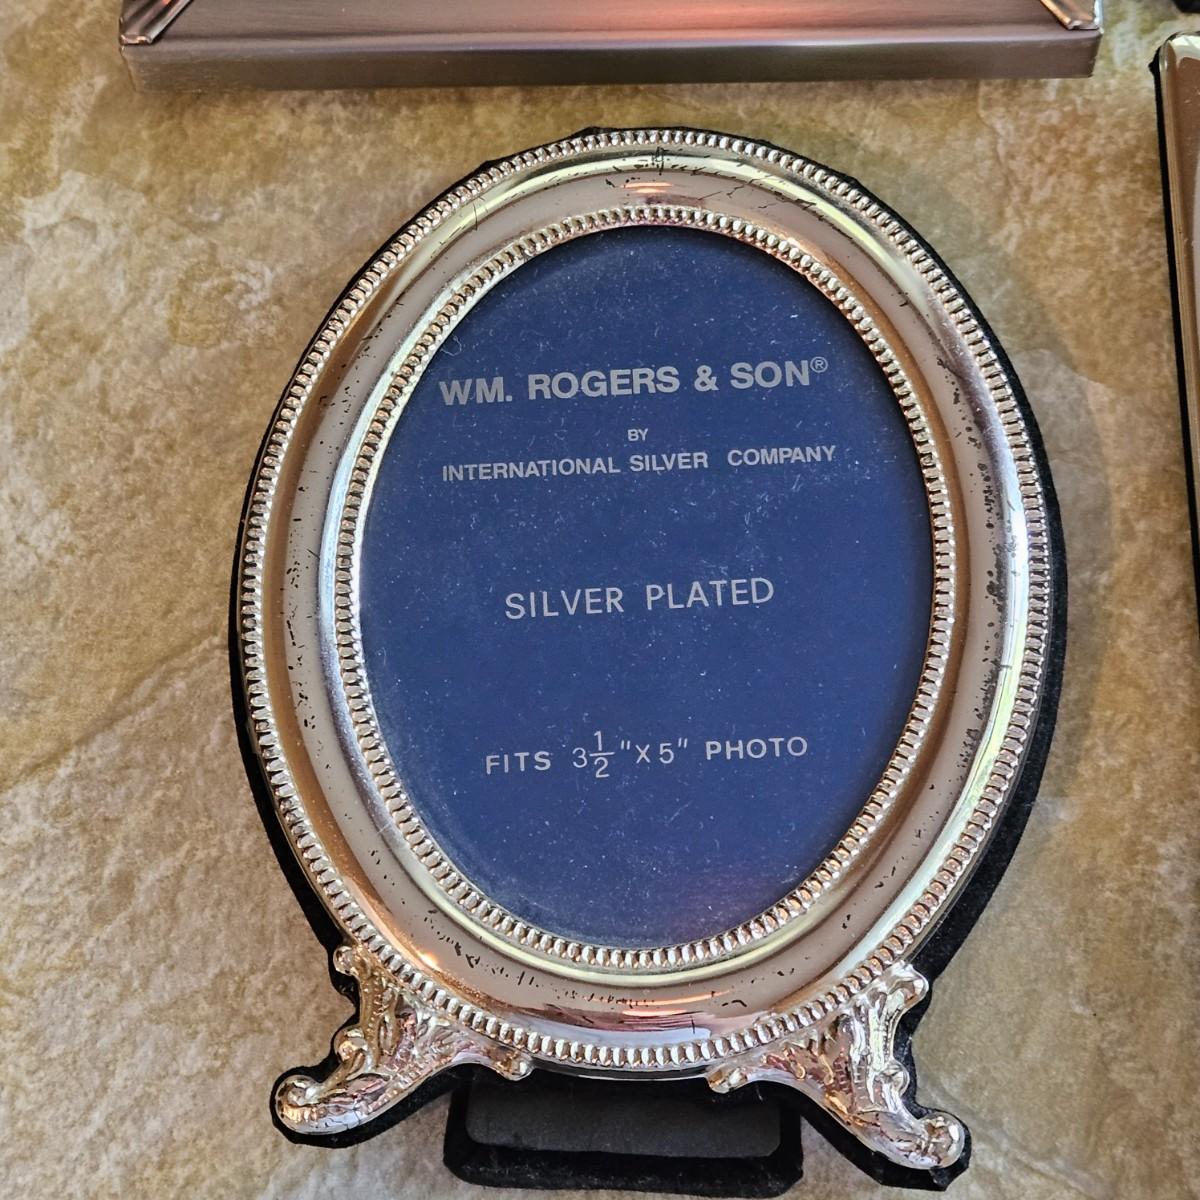 WM. ROGERS & SON®
BY
INTERNATIONAL SILVER COMPANY
SILVER PLATED
FITS 3½"X5" PHOTO